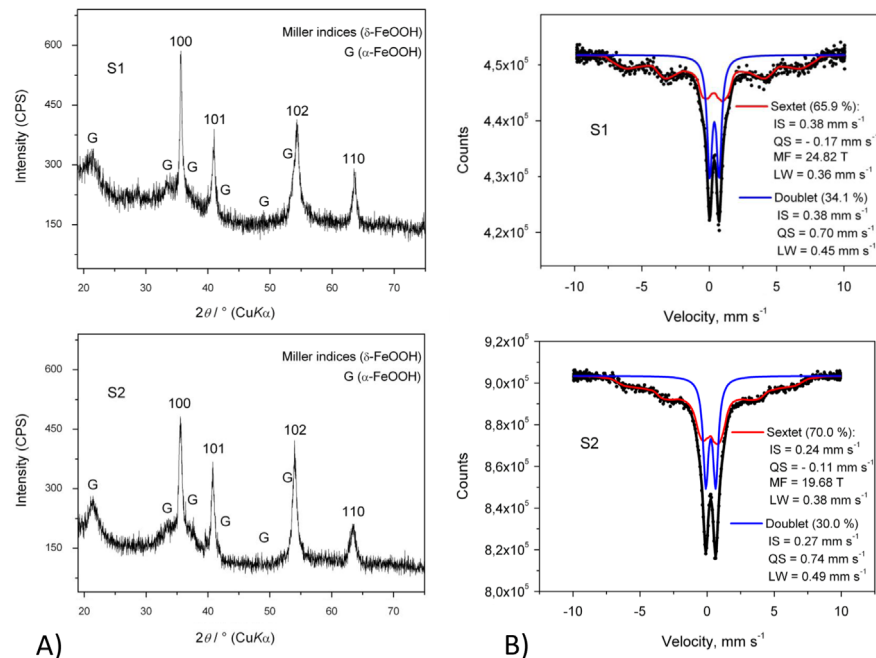 600
450
300
150
Intensity (CPS)
S1
100
101
102
110
G
G
G
G
G
G
Miller indices (δ-FeOOH)
G (α-FeOOH)
20 30 40 50 60 70
2θ / ° (CuKα)
4,5x10⁵
4,4x10⁵
4,3x10⁵
4,2x10⁵
Counts
S1
Sextet (65.9 %):
IS = 0.38 mm s⁻¹
QS = - 0.17 mm s⁻¹
MF = 24.82 T
LW = 0.36 mm s⁻¹
Doublet (34.1 %)
IS = 0.38 mm s⁻¹
QS = 0.70 mm s⁻¹
LW = 0.45 mm s⁻¹
-10 -5 0 5 10
Velocity, mm s⁻¹
600
450
300
150
Intensity (CPS)
S2
100
101
102
110
G
G
G
G
G
G
Miller indices (δ-FeOOH)
G (α-FeOOH)
20 30 40 50 60 70
2θ / ° (CuKα)
9,2x10⁵
9,0x10⁵
8,8x10⁵
8,6x10⁵
8,4x10⁵
8,2x10⁵
8,0x10⁵
Counts
S2
Sextet (70.0 %):
IS = 0.24 mm s⁻¹
QS = - 0.11 mm s⁻¹
MF = 19.68 T
LW = 0.38 mm s⁻¹
Doublet (30.0 %)
IS = 0.27 mm s⁻¹
QS = 0.74 mm s⁻¹
LW = 0.49 mm s⁻¹
-10 -5 0 5 10
Velocity, mm s⁻¹
A)
B)